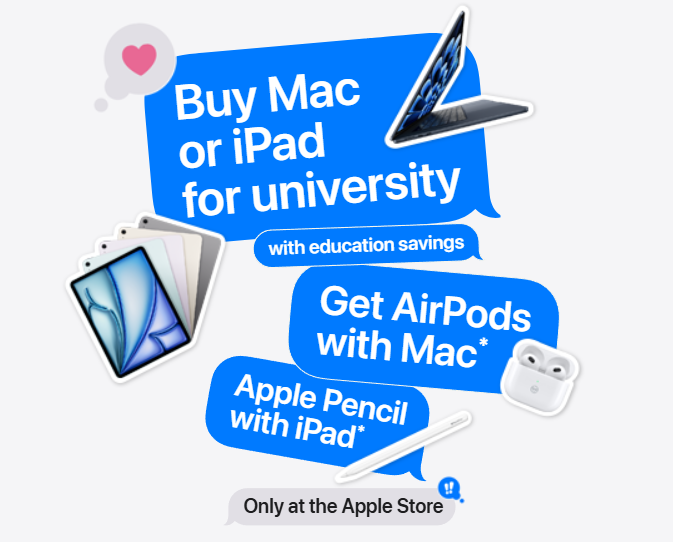 Buy Mac
or iPad
for university
with education savings
Get AirPods
with Mac*
Apple Pencil
with iPad*
Only at the Apple Store
!!